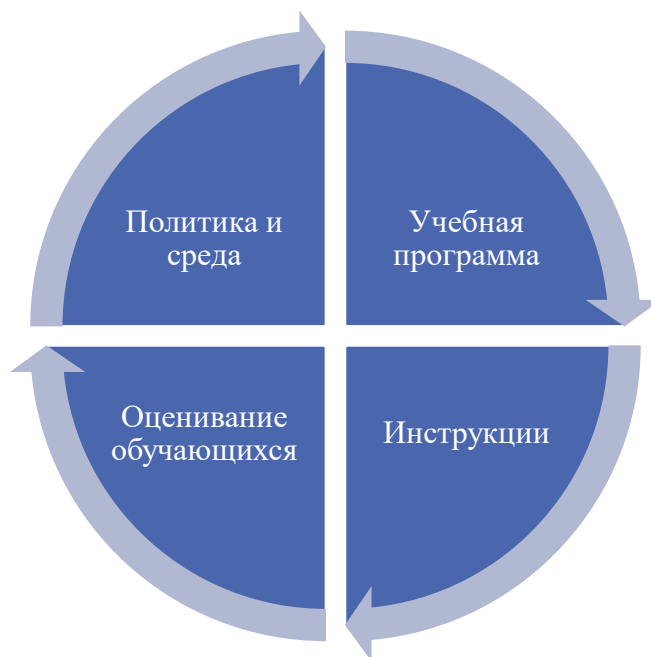 Политика и
среда
Учебная
программа
Оценивание
обучающихся
Инструкции